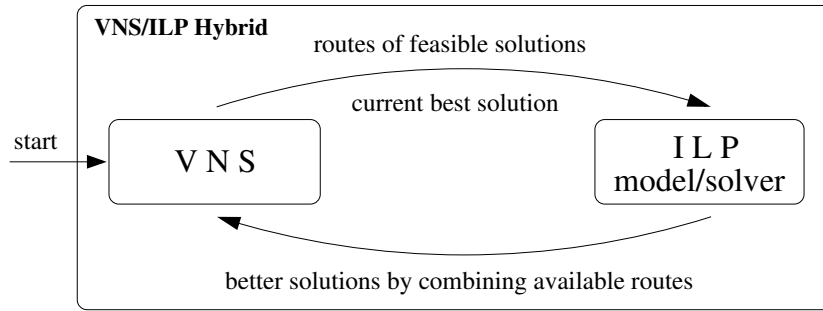 VNS/ILP Hybrid
routes of feasible solutions
current best solution
start
V N S
I L P
model/solver
better solutions by combining available routes